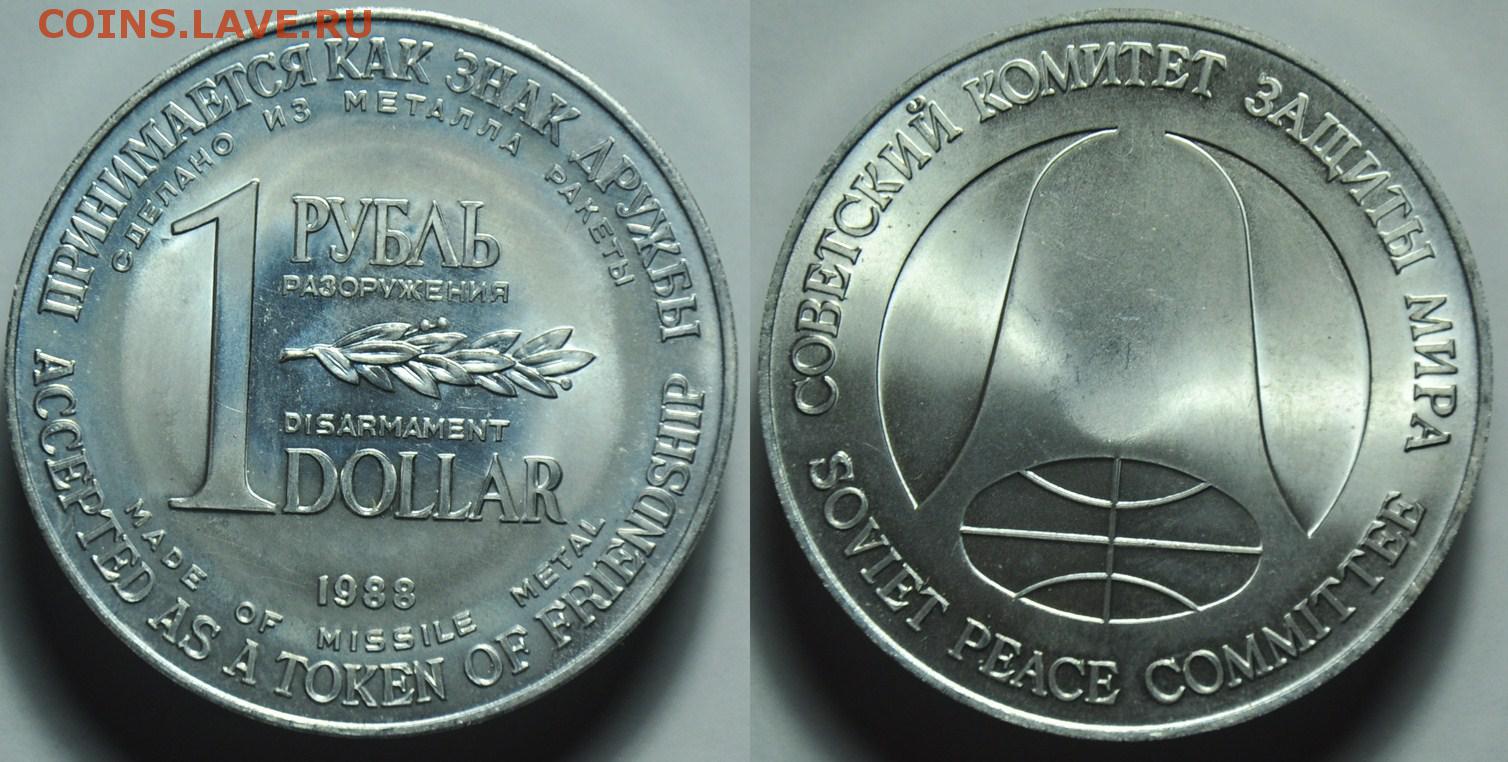 COINS.LAVE.RU
ПРИНИМАЕТСЯ КАК ЗНАК ДРУЖБЫ
СДЕЛАНО ИЗ МЕТАЛЛА РАКЕТЫ
1 РУБЛЬ
РАЗОРУЖЕНИЯ
DISARMAMENT
DOLLAR
1988
MADE OF MISSILE METAL
ACCEPTED AS A TOKEN OF FRIENDSHIP
СОВЕТСКИЙ КОМИТЕТ ЗАЩИТЫ МИРА
SOVIET PEACE COMMITTEE